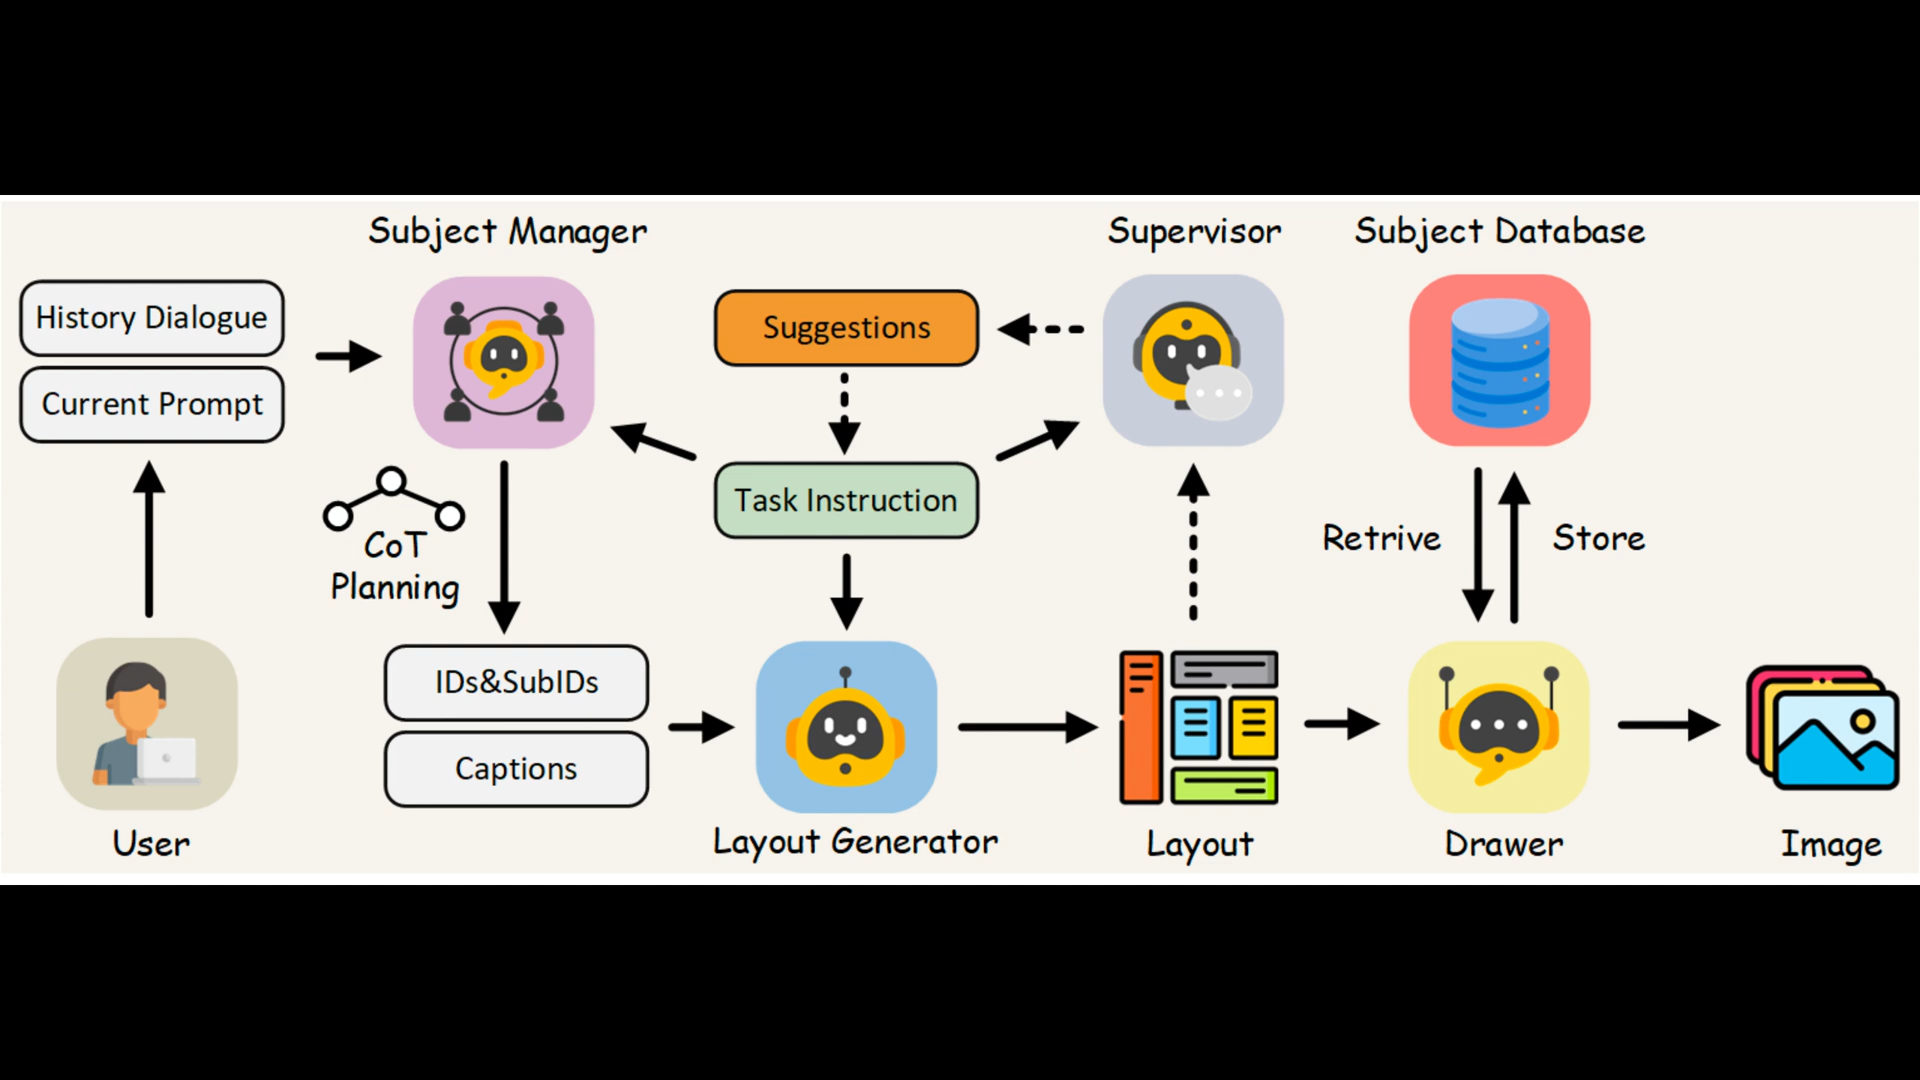 Subject Manager
Supervisor
Subject Database
History Dialogue
Current Prompt
Suggestions
Task Instruction
CoT
Planning
Retrive
Store
IDs&SubIDs
Captions
User
Layout Generator
Layout
Drawer
Image